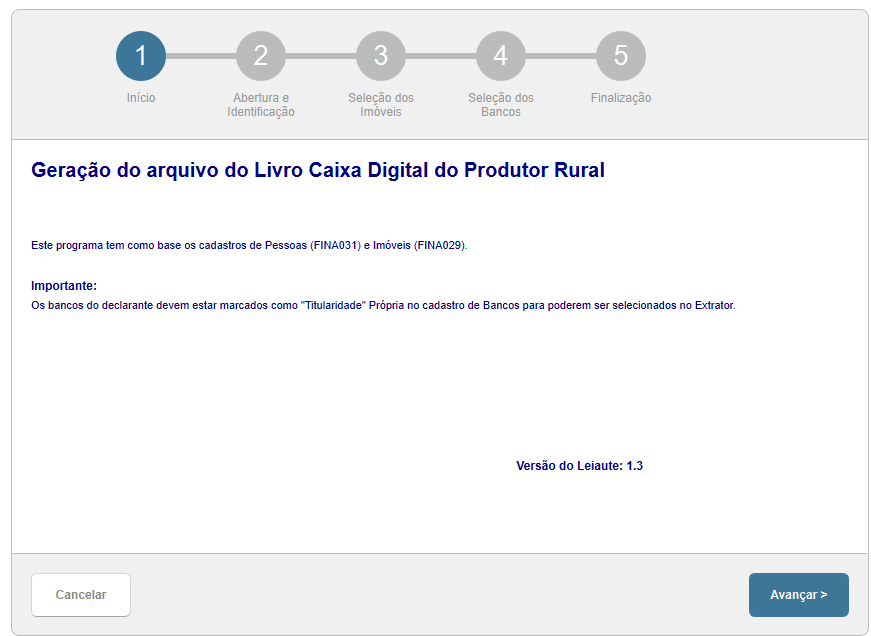 1
2
3
4
5
Início
Abertura e
Identificação
Seleção dos
Imóveis
Seleção dos
Bancos
Finalização
Geração do arquivo do Livro Caixa Digital do Produtor Rural
Este programa tem como base os cadastros de Pessoas (FINA031) e Imóveis (FINA029).
Importante:
Os bancos do declarante devem estar marcados como "Titularidade" Própria no cadastro de Bancos para poderem ser selecionados no Extrator.
Versão do Leiaute: 1.3
Cancelar
Avançar >